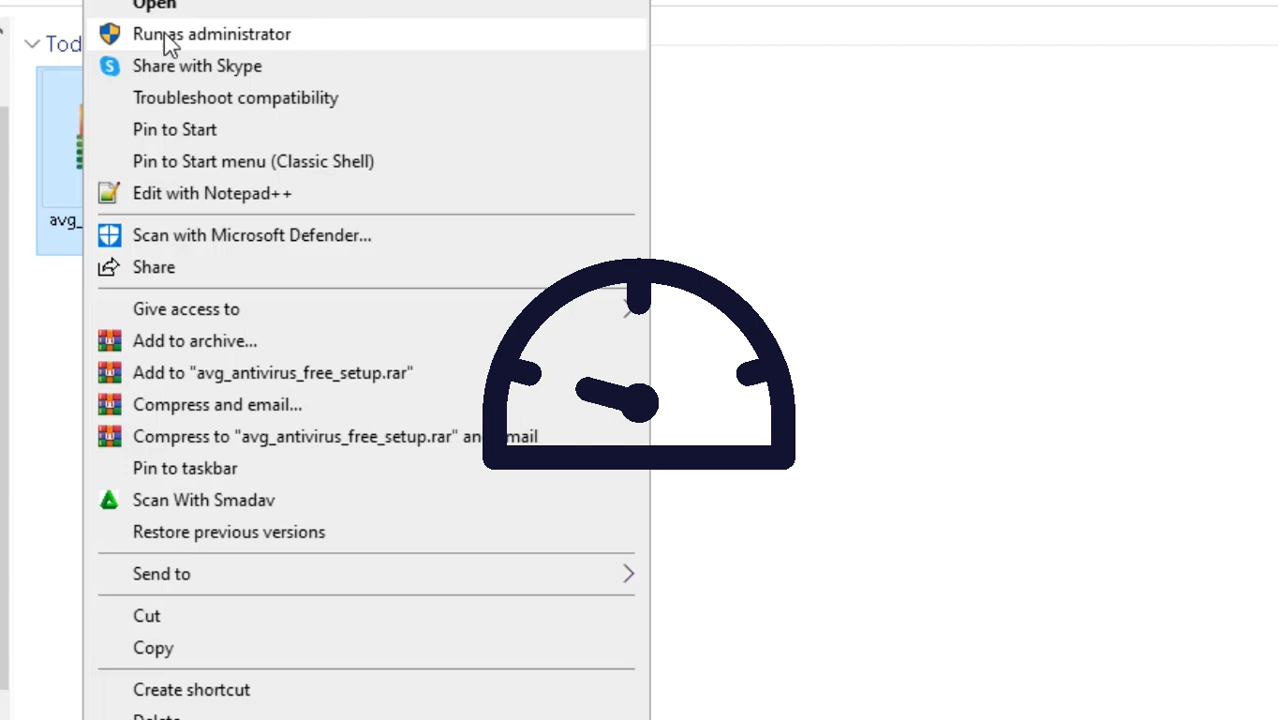 Open
Tod
Run as administrator
Share with Skype
Troubleshoot compatibility
Pin to Start
Pin to Start menu (Classic Shell)
Edit with Notepad++
avg_
Scan with Microsoft Defender...
Share
Give access to
Add to archive...
Add to "avg_antivirus_free_setup.rar"
Compress and email...
Compress to "avg_antivirus_free_setup.rar" and email
Pin to taskbar
Scan With Smadav
Restore previous versions
Send to
Cut
Copy
Create shortcut
Delete